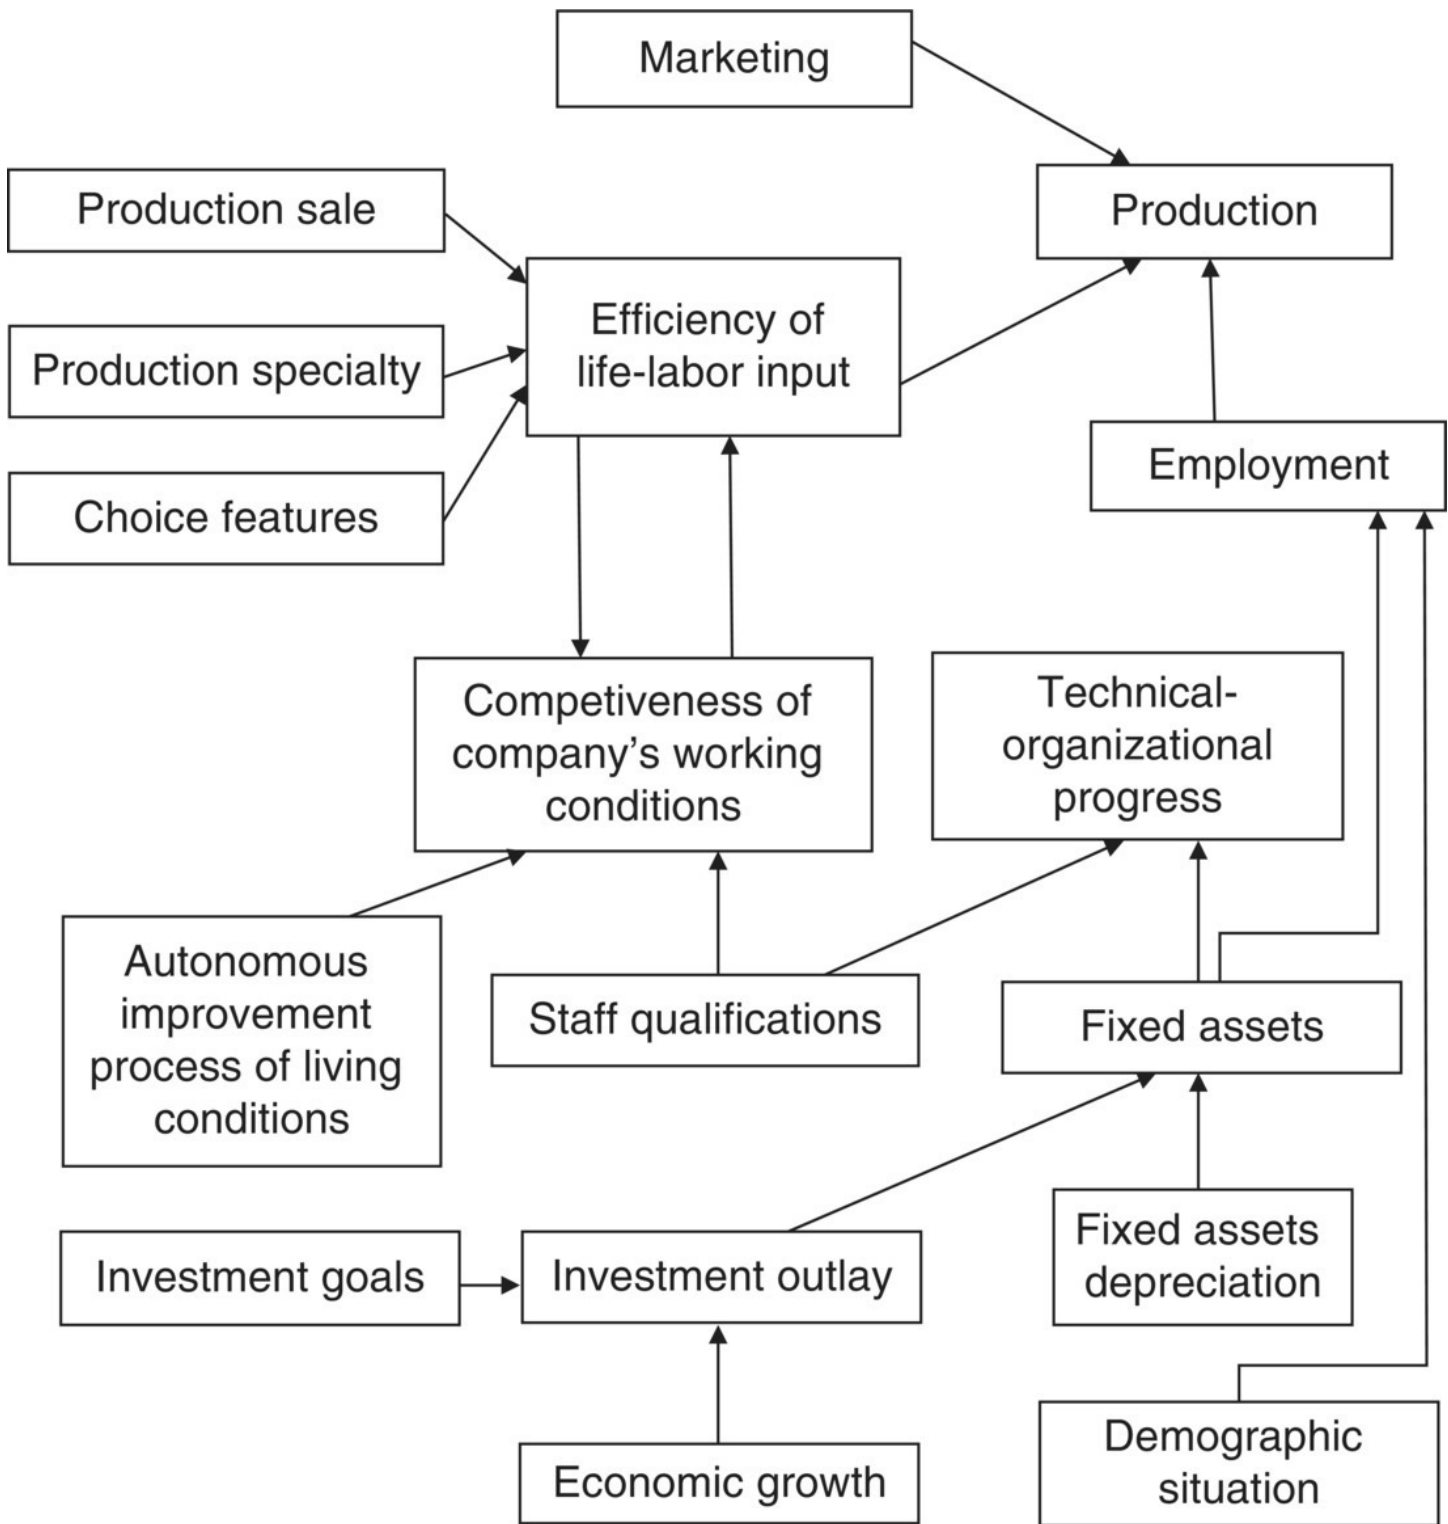 Marketing
Production sale
Production
Efficiency of
life-labor input
Production specialty
Employment
Choice features
Competiveness of
company’s working
conditions
Technical-
organizational
progress
Autonomous
improvement
process of living
conditions
Staff qualifications
Fixed assets
Investment goals
Investment outlay
Fixed assets
depreciation
Economic growth
Demographic
situation